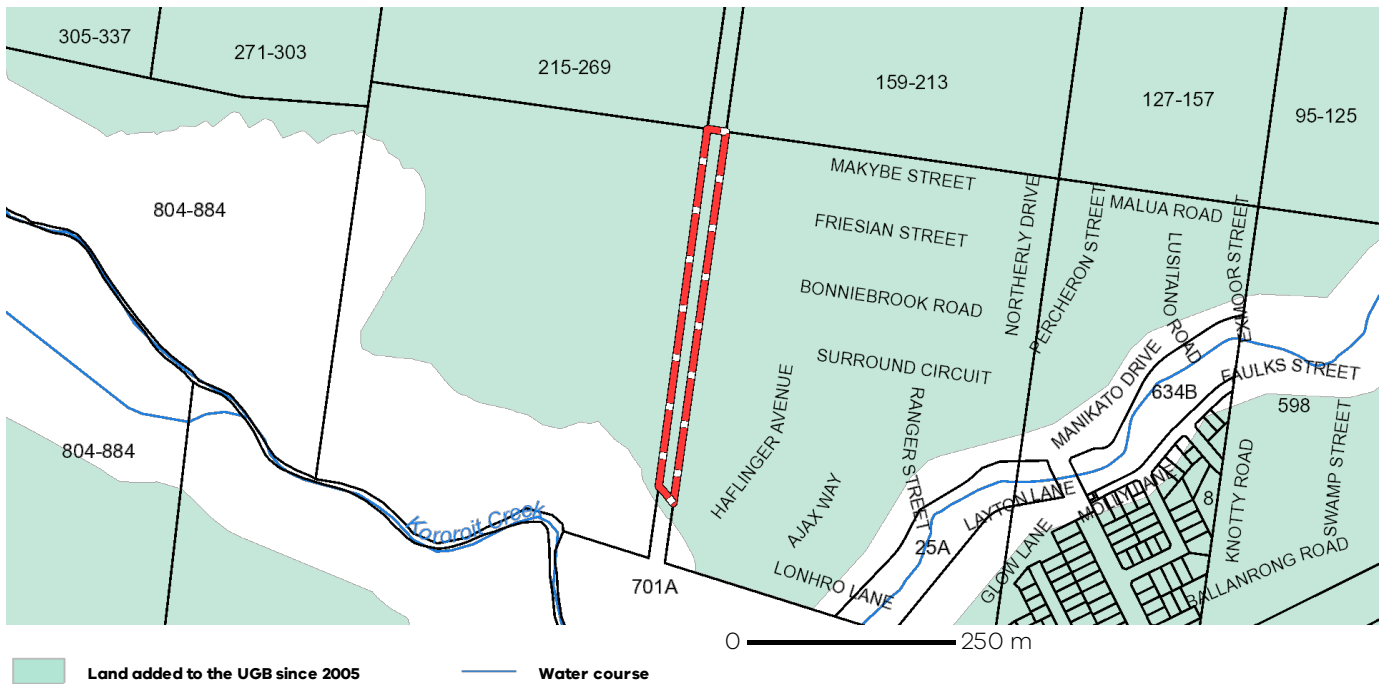 305-337
271-303
215-269
159-213
127-157
95-125
MAKYBE STREET
MALUA ROAD
804-884
FRIESIAN STREET
NORTHERLY DRIVE
PERCHERON STREET
LUSITANO ROAD
EXMOOR STREET
BONNIEBROOK ROAD
SURROUND CIRCUIT
MANIKATO DRIVE
FAULKS STREET
634B
598
HAFLINGER AVENUE
RANGER STREET
804-884
SWAMP STREET
KNOTTY ROAD
MOLLY LANE
8
LAYTON LANE
Kororoit Creek
AJAX WAY
25A
GLOW LANE
BALLANRONG ROAD
701A
LONHRO LANE
0 250 m
Land added to the UGB since 2005 Water course